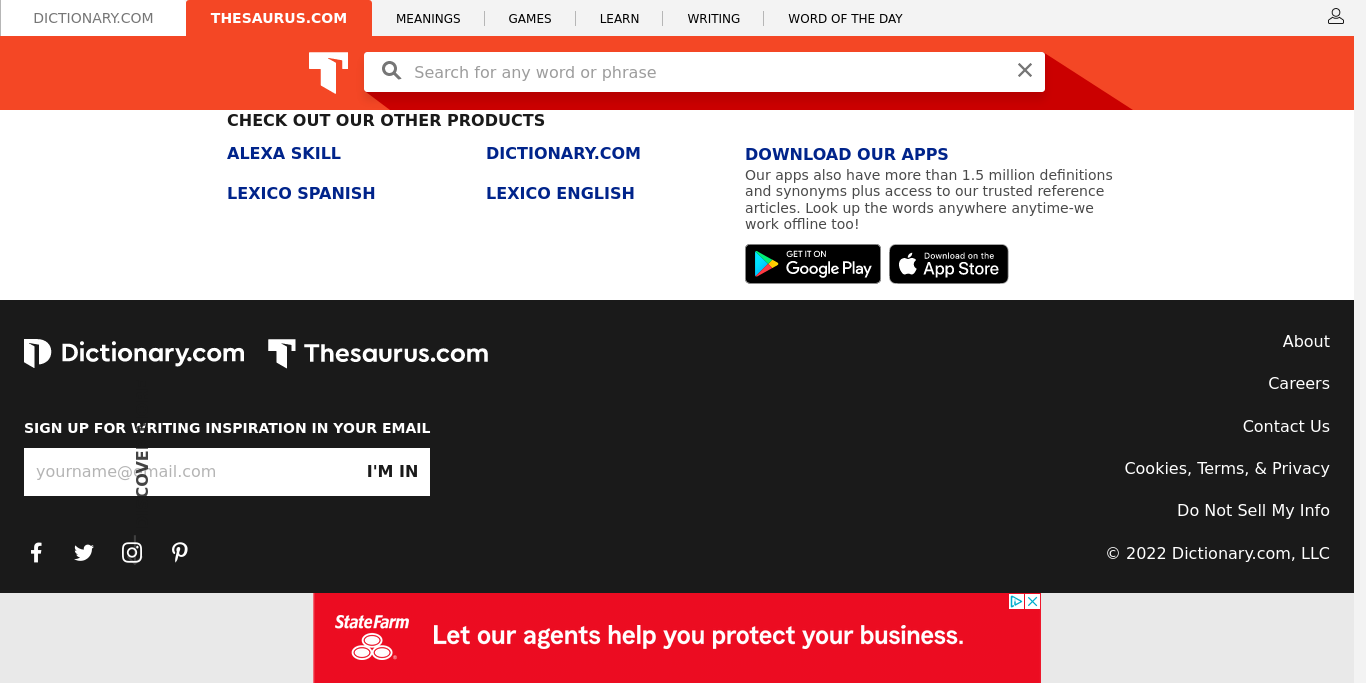 DICTIONARY.COM
THESAURUS.COM
MEANINGS
GAMES
LEARN
WRITING
WORD OF THE DAY
Search for any word or phrase
CHECK OUT OUR OTHER PRODUCTS
ALEXA SKILL
DICTIONARY.COM
LEXICO SPANISH
LEXICO ENGLISH
DOWNLOAD OUR APPS
Our apps also have more than 1.5 million definitions
and synonyms plus access to our trusted reference
articles. Look up the words anywhere anytime-we
work offline too!
GET IT ON
Google Play
Download on the
App Store
Dictionary.com
Thesaurus.com
SIGN UP FOR WRITING INSPIRATION IN YOUR EMAIL
yourname@email.com
I'M IN
About
Careers
Contact Us
Cookies, Terms, & Privacy
Do Not Sell My Info
© 2022 Dictionary.com, LLC
StateFarm
Let our agents help you protect your business.